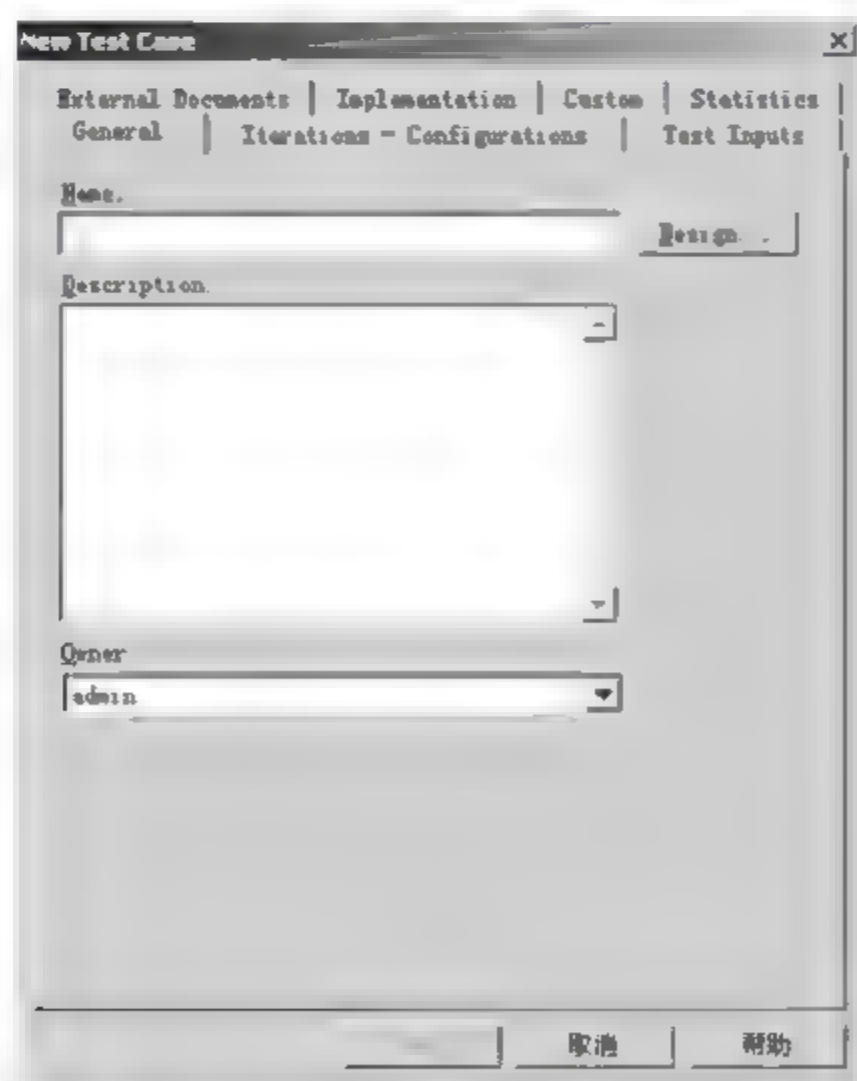 New Test Case
External Documents | Implementation | Custom | Statistics
General | Iterations - Configurations | Test Inputs
Name.
Design...
Description.
Owner
admin
取消
帮助